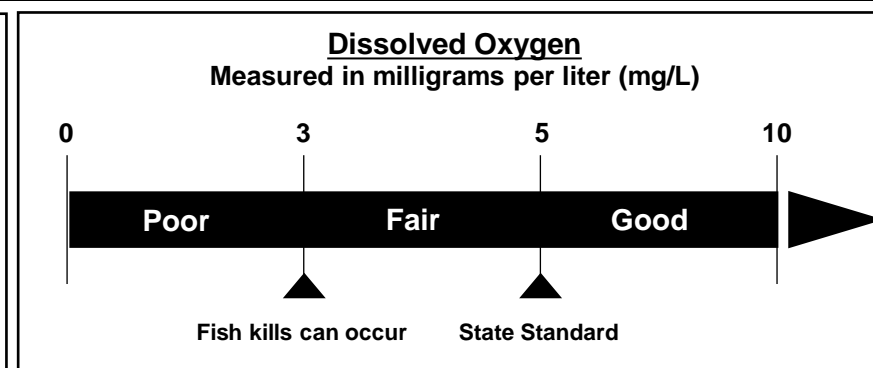 Dissolved Oxygen
Measured in milligrams per liter (mg/L)
0 3 5 10
Poor Fair Good
Fish kills can occur State Standard